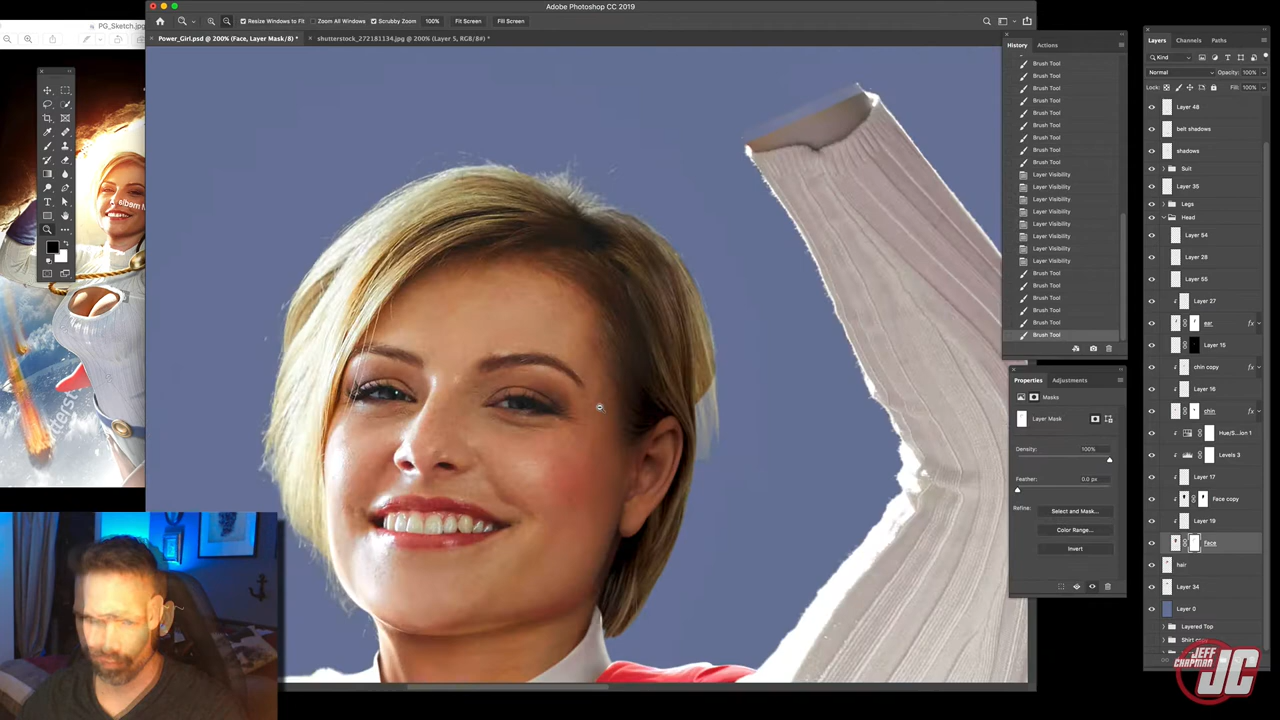 Adobe Photoshop CC 2019
PG_Sketch.jp
Resize Windows to Fit
Zoom All Windows
Scrubby Zoom
100%
Fit Screen
Fill Screen
Power_Girl.psd @ 200% (Face, Layer Mask/8) *
shutterstock_272181134.jpg @ 200% (Layer 5, RGB/8#) *
History
Actions
Brush Tool
Brush Tool
Brush Tool
Brush Tool
Brush Tool
Brush Tool
Brush Tool
Brush Tool
Brush Tool
Layer Visibility
Layer Visibility
Layer Visibility
Layer Visibility
Layer Visibility
Layer Visibility
Layer Visibility
Layer Visibility
Brush Tool
Brush Tool
Brush Tool
Brush Tool
Brush Tool
Brush Tool
Properties
Adjustments
Masks
Layer Mask
Density:
100%
Feather:
0.0 px
Refine:
Select and Mask...
Color Range...
Invert
Layers
Channels
Paths
Kind
Normal
Opacity: 100%
Lock:
Fill: 100%
Layer 48
belt shadows
shadows
Suit
Layer 35
Legs
Head
Layer 54
Layer 28
Layer 55
Layer 27
ear
fx
Layer 15
chin copy
Layer 16
chin
fx
Hue/S...ion 1
Levels 3
Layer 17
Face copy
Layer 19
Face
hair
Layer 34
Layer 0
Layered Top
Shirt copy
JEFF
CHAPMAN
JC